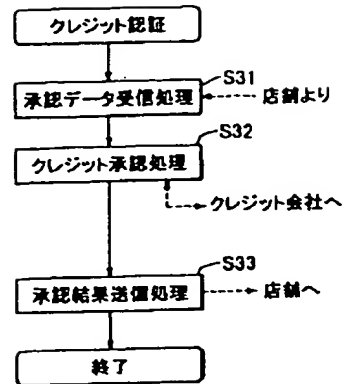 クレジット認証
S31
承認データ受信処理
店舗より
S32
クレジット承認処理
クレジット会社へ
S33
承認結果送信処理
店舗へ
終了